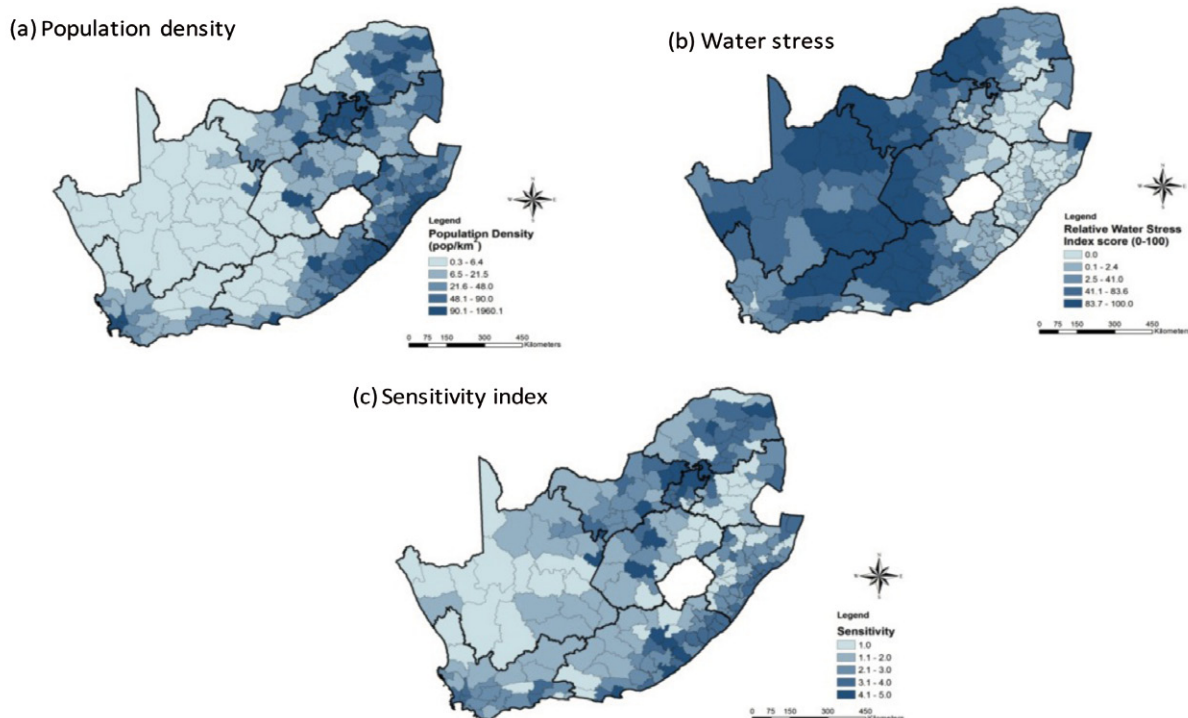 (a) Population density
N
W
E
S
Legend
Population Density
(pop/km²)
0.3 - 6.4
6.5 - 21.5
21.6 - 48.0
48.1 - 90.0
90.1 - 1960.1
0 75 150 300 450
Kilometers
(b) Water stress
N
W
E
S
Legend
Relative Water Stress
Index score (0-100)
0.0
0.1 - 2.4
2.5 - 41.0
41.1 - 83.6
83.7 - 100.0
0 75 150 300 450
Kilometers
(c) Sensitivity index
N
W
E
S
Legend
Sensitivity
1.0
1.1 - 2.0
2.1 - 3.0
3.1 - 4.0
4.1 - 5.0
0 75 150 300 450